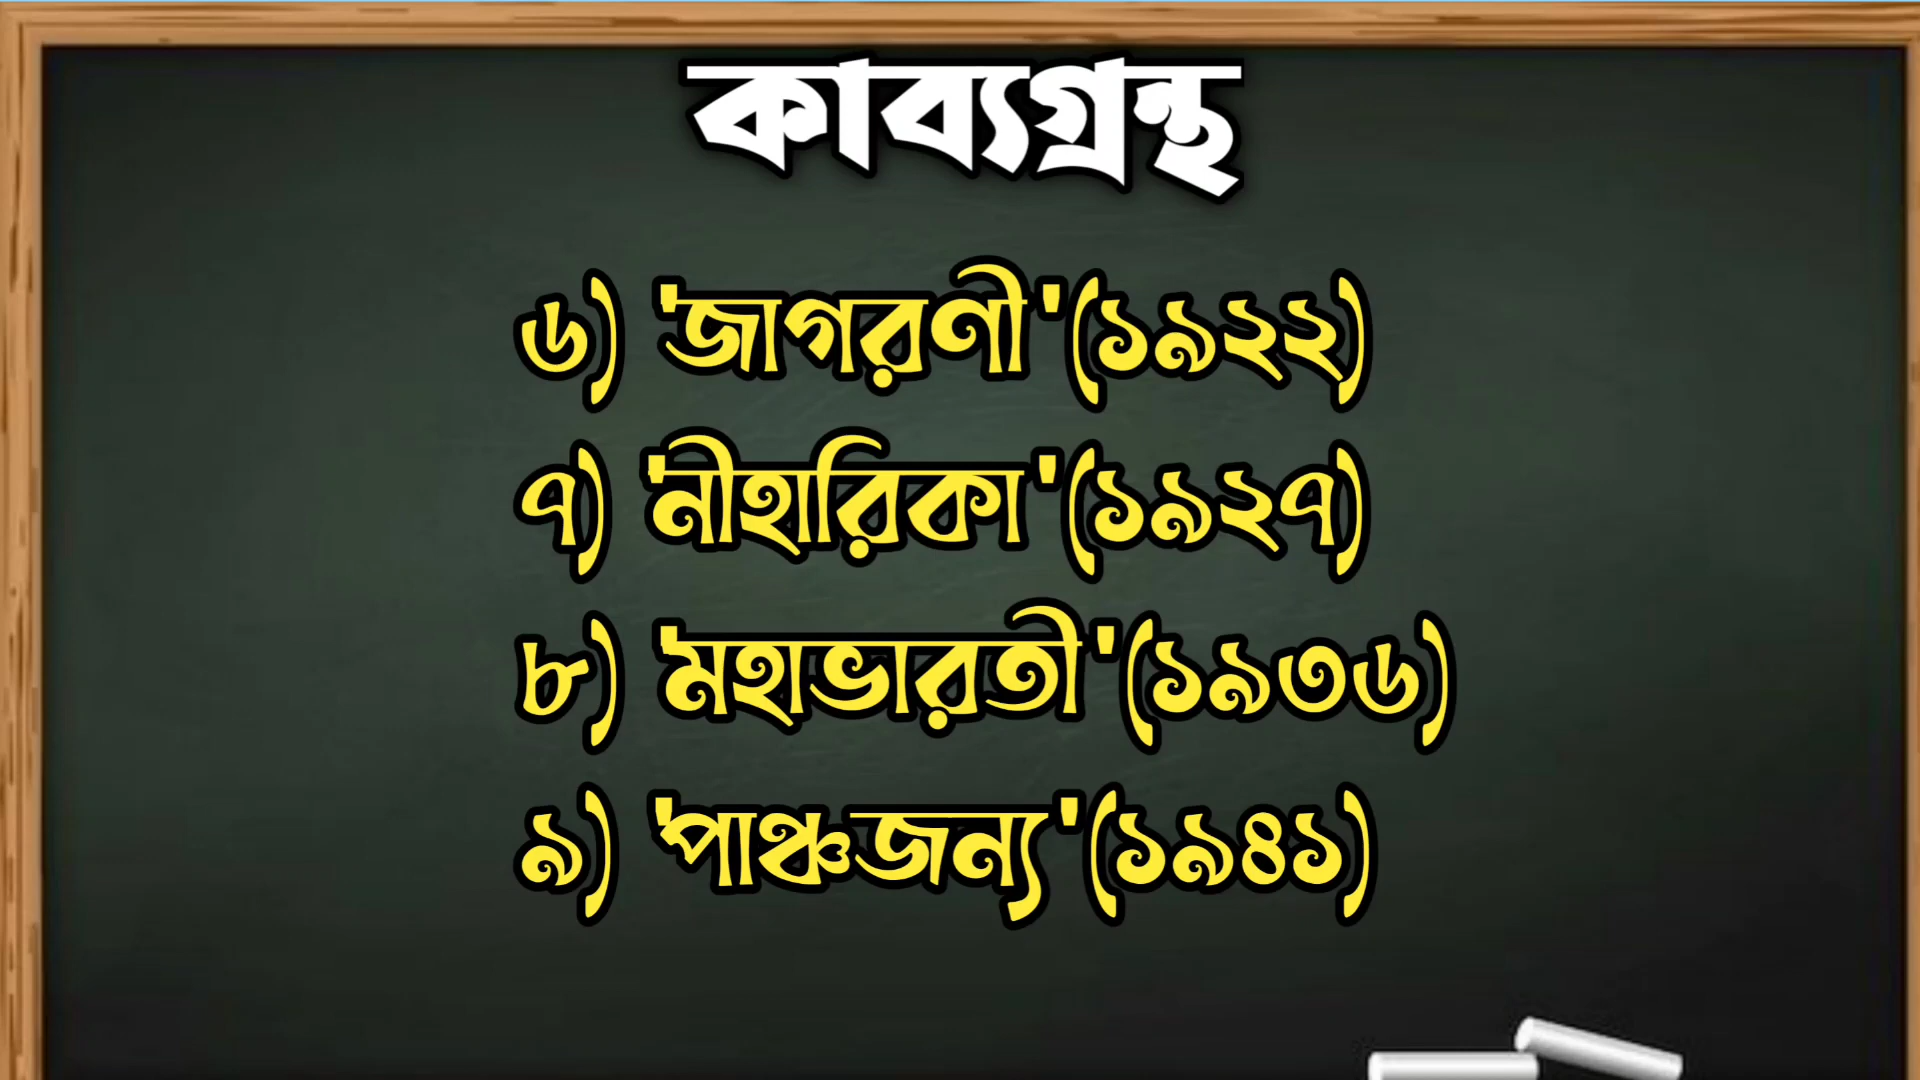 কাব্যগ্রন্থ
৬) 'জাগরণী'(১৯২২)
৭) 'নীহারিকা'(১৯২৭)
৮) 'মহাভারতী'(১৯৩৬)
৯) 'পাঞ্চজন্য'(১৯৪১)